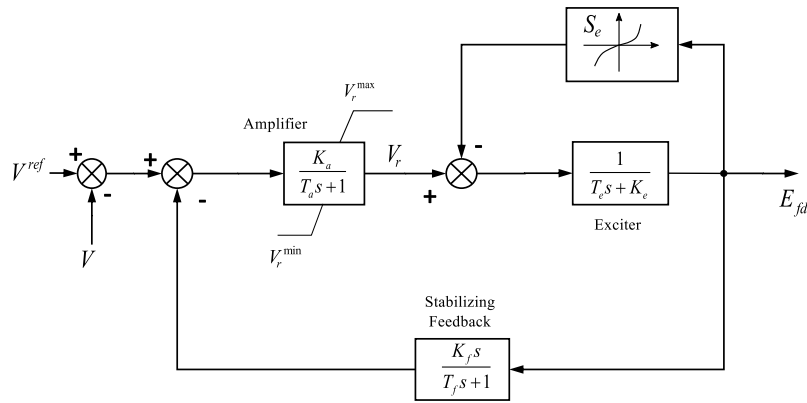 S_e
V_r^max
Amplifier
V^ref
+
-
+
-
K_a
T_a s + 1
V_r
+
-
1
T_e s + K_e
E_fd
V
V_r^min
Exciter
Stabilizing
Feedback
K_f s
T_f s + 1